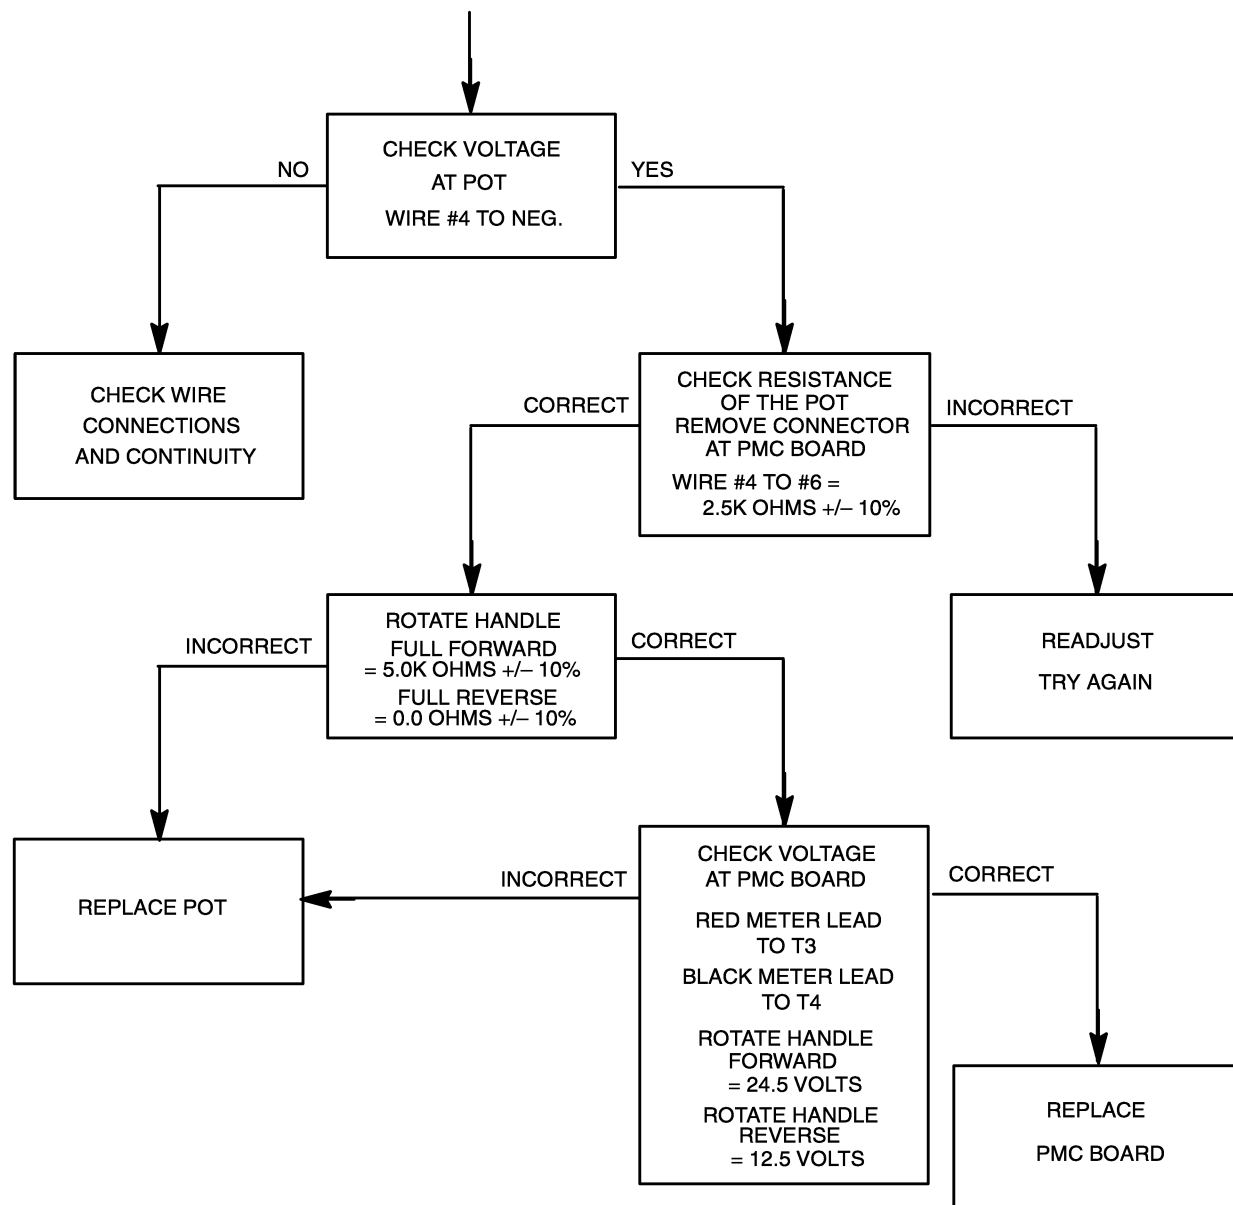 CHECK VOLTAGE
AT POT
WIRE #4 TO NEG.
NO
YES
CHECK WIRE
CONNECTIONS
AND CONTINUITY
CHECK RESISTANCE
OF THE POT
REMOVE CONNECTOR
AT PMC BOARD
WIRE #4 TO #6 =
2.5K OHMS +/– 10%
CORRECT
INCORRECT
ROTATE HANDLE
FULL FORWARD
= 5.0K OHMS +/– 10%
FULL REVERSE
= 0.0 OHMS +/– 10%
INCORRECT
CORRECT
READJUST
TRY AGAIN
REPLACE POT
CHECK VOLTAGE
AT PMC BOARD
RED METER LEAD
TO T3
BLACK METER LEAD
TO T4
ROTATE HANDLE
FORWARD
= 24.5 VOLTS
ROTATE HANDLE
REVERSE
= 12.5 VOLTS
INCORRECT
CORRECT
REPLACE
PMC BOARD